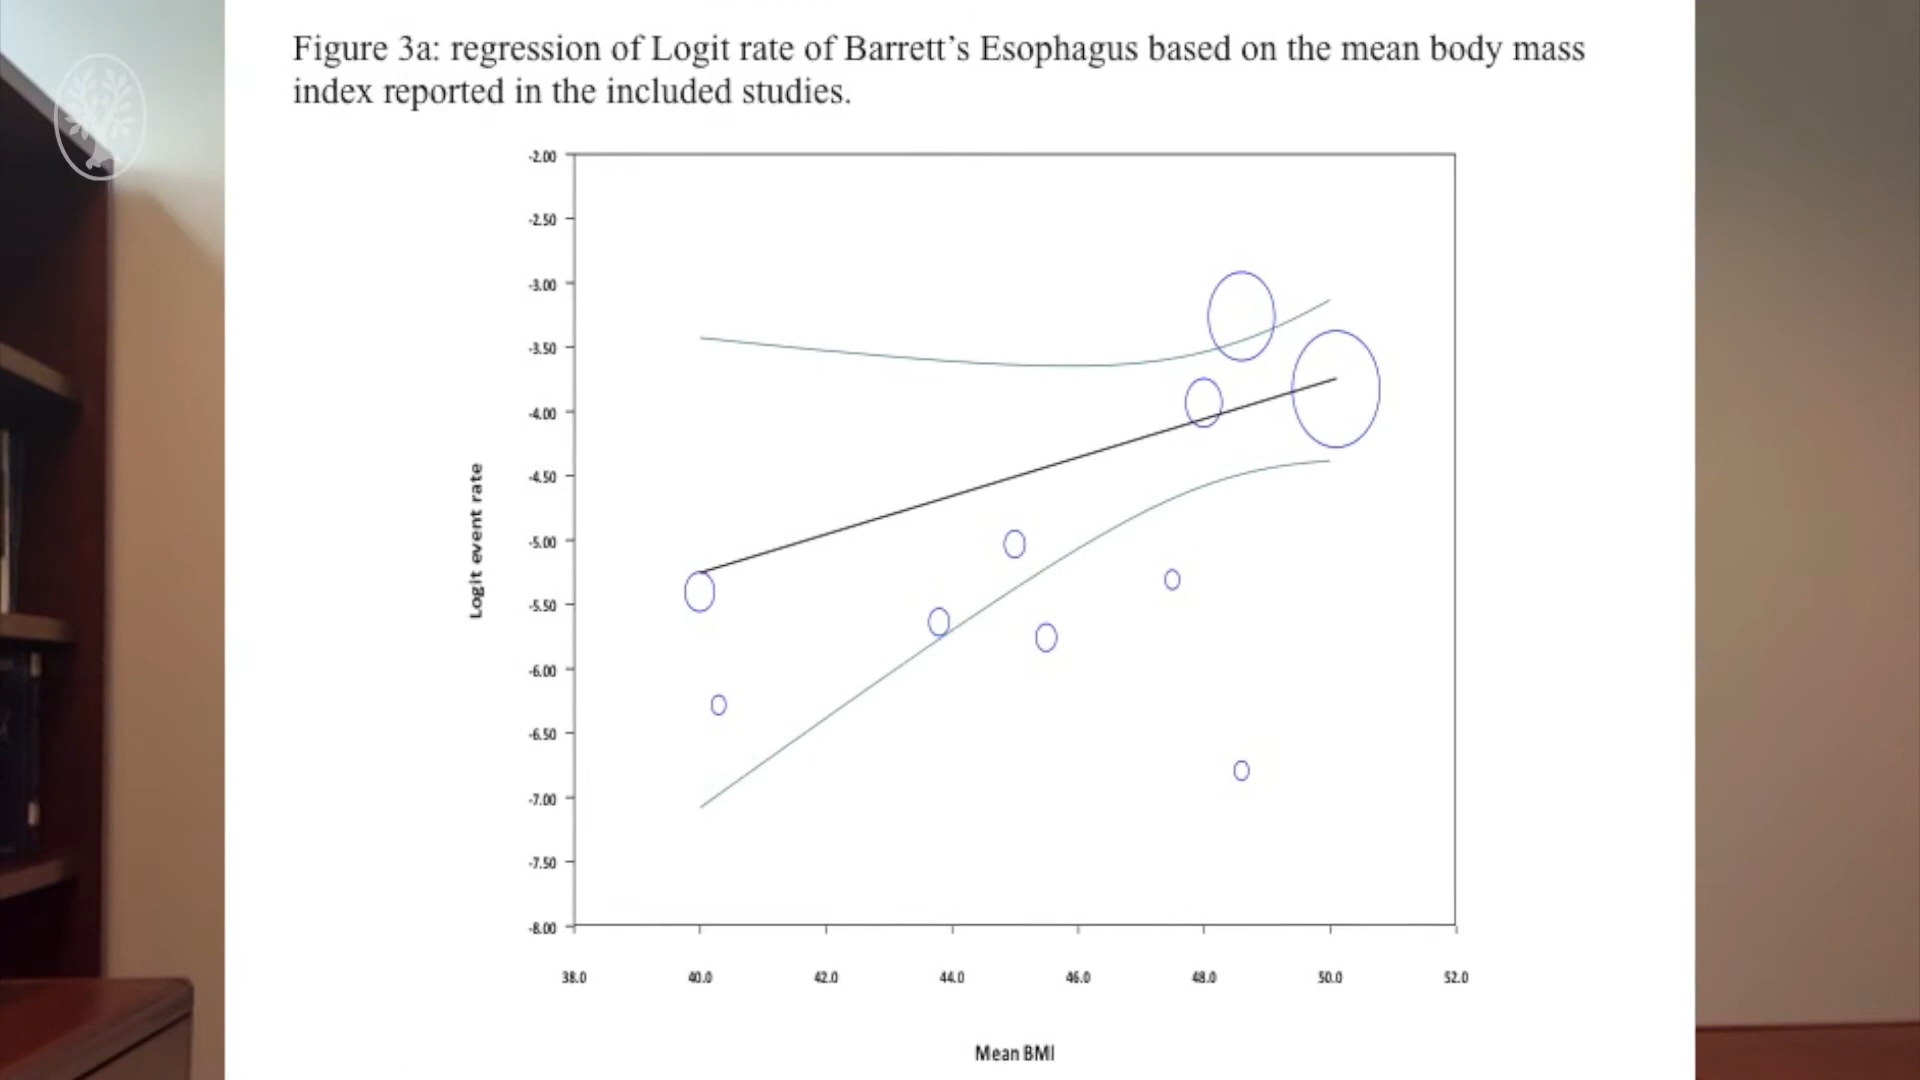 Figure 3a: regression of Logit rate of Barrett's Esophagus based on the mean body mass
index reported in the included studies.
-2.00
-2.50
-3.00
-3.50
-4.00
-4.50
-5.00
-5.50
-6.00
-6.50
-7.00
-7.50
-8.00
Logit event rate
38.0 40.0 42.0 44.0 46.0 48.0 50.0 52.0
Mean BMI